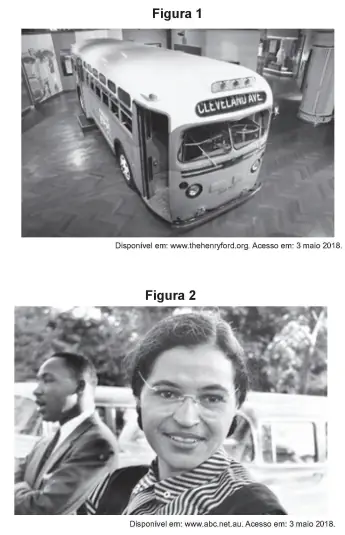 Figura 1
CLEVELAND AVE.
Disponível em: www.thehenryford.org. Acesso em: 3 maio 2018.
Figura 2
Disponível em: www.abc.net.au. Acesso em: 3 maio 2018.